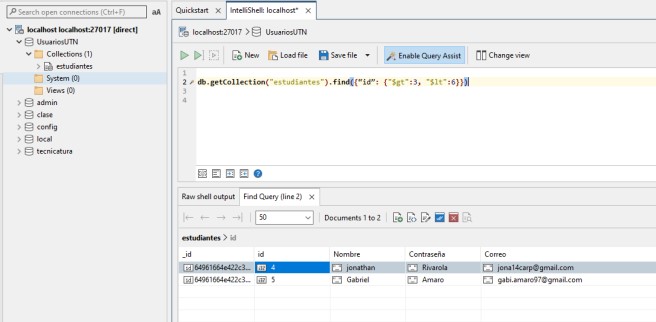 Search open connections (Ctrl+F) aA
localhost localhost:27017 [direct]
UsuariosUTN
Collections (1)
estudiantes
System (0)
Views (0)
admin
clase
config
local
tecnicatura
Quickstart × IntelliShell: localhost* ×
localhost:27017 > UsuariosUTN
New Load file Save file Enable Query Assist Change view
1
2 db.getCollection("estudiantes").find({"id": {"$gt":3, "$lt":6}})
3
4
Raw shell output Find Query (line 2) ×
50 Documents 1 to 2
estudiantes > id
_id id Nombre Contraseña Correo
64961664e422c3... 4 jonathan Rivarola jona14carp@gmail.com
64961664e422c3... 5 Gabriel Amaro gabi.amaro97@gmail.com